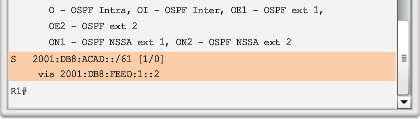 O - OSPF Intra, OI - OSPF Inter, OE1 - OSPF ext 1,
OE2 - OSPF ext 2
ON1 - OSPF NSSA ext 1, ON2 - OSPF NSSA ext 2
S 2001:DB8:ACAD::/61 [1/0]
via 2001:DB8:FEED:1::2
R1#